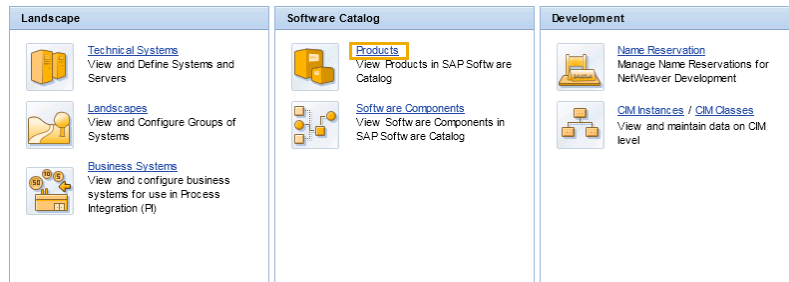 Landscape
Technical Systems
View and Define Systems and
Servers
Landscapes
View and Configure Groups of
Systems
Business Systems
View and configure business
systems for use in Process
Integration (PI)
Software Catalog
Products
View Products in SAP Software
Catalog
Software Components
View Software Components in
SAP Software Catalog
Development
Name Reservation
Manage Name Reservations for
NetWeaver Development
CIM Instances / CIM Classes
View and maintain data on CIM
level
50 10 5